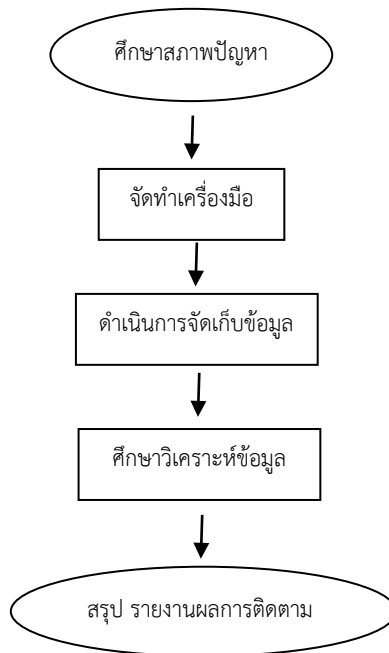 ศึกษาสภาพปัญหา
จัดทำเครื่องมือ
ดำเนินการจัดเก็บข้อมูล
ศึกษาวิเคราะห์ข้อมูล
สรุป รายงานผลการติดตาม